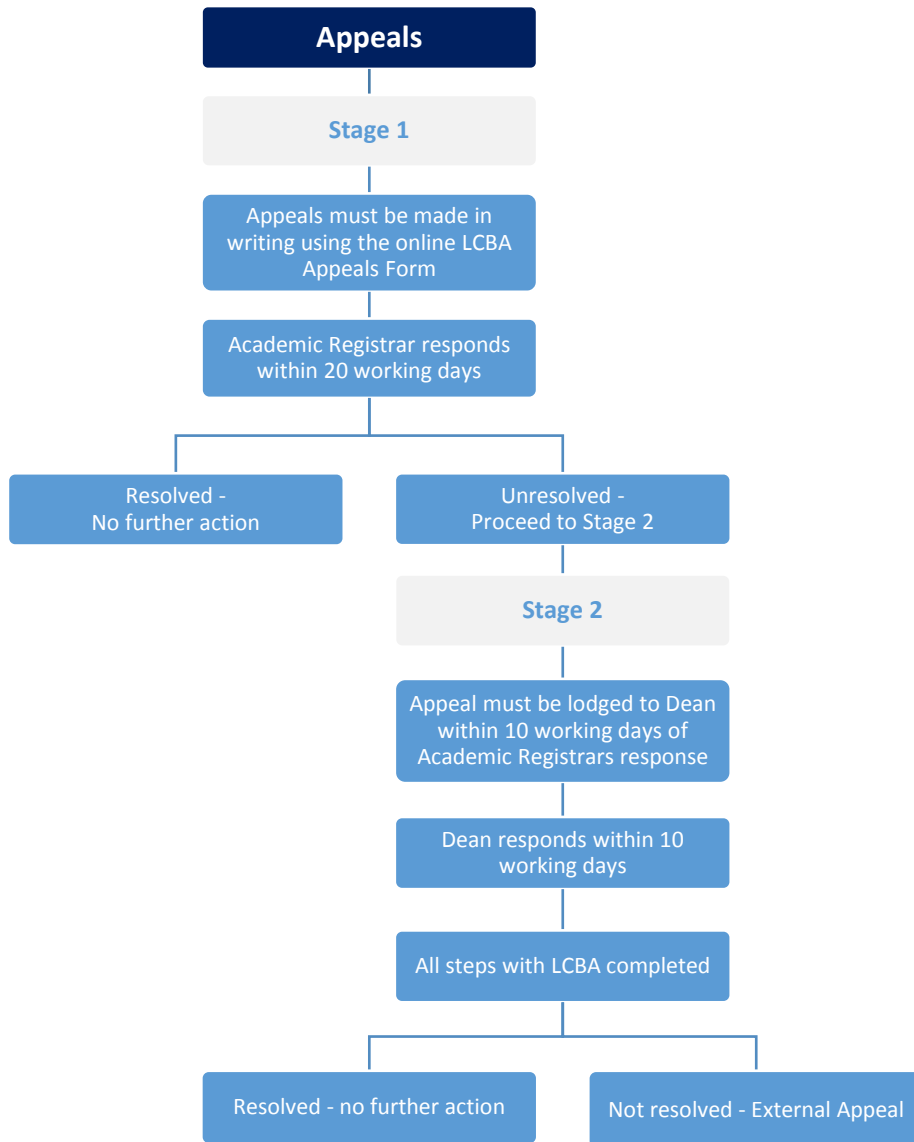 Appeals
Stage 1
Appeals must be made in
writing using the online LCBA
Appeals Form
Academic Registrar responds
within 20 working days
Resolved -
No further action
Unresolved -
Proceed to Stage 2
Stage 2
Appeal must be lodged to Dean
within 10 working days of
Academic Registrars response
Dean responds within 10
working days
All steps with LCBA completed
Resolved - no further action
Not resolved - External Appeal